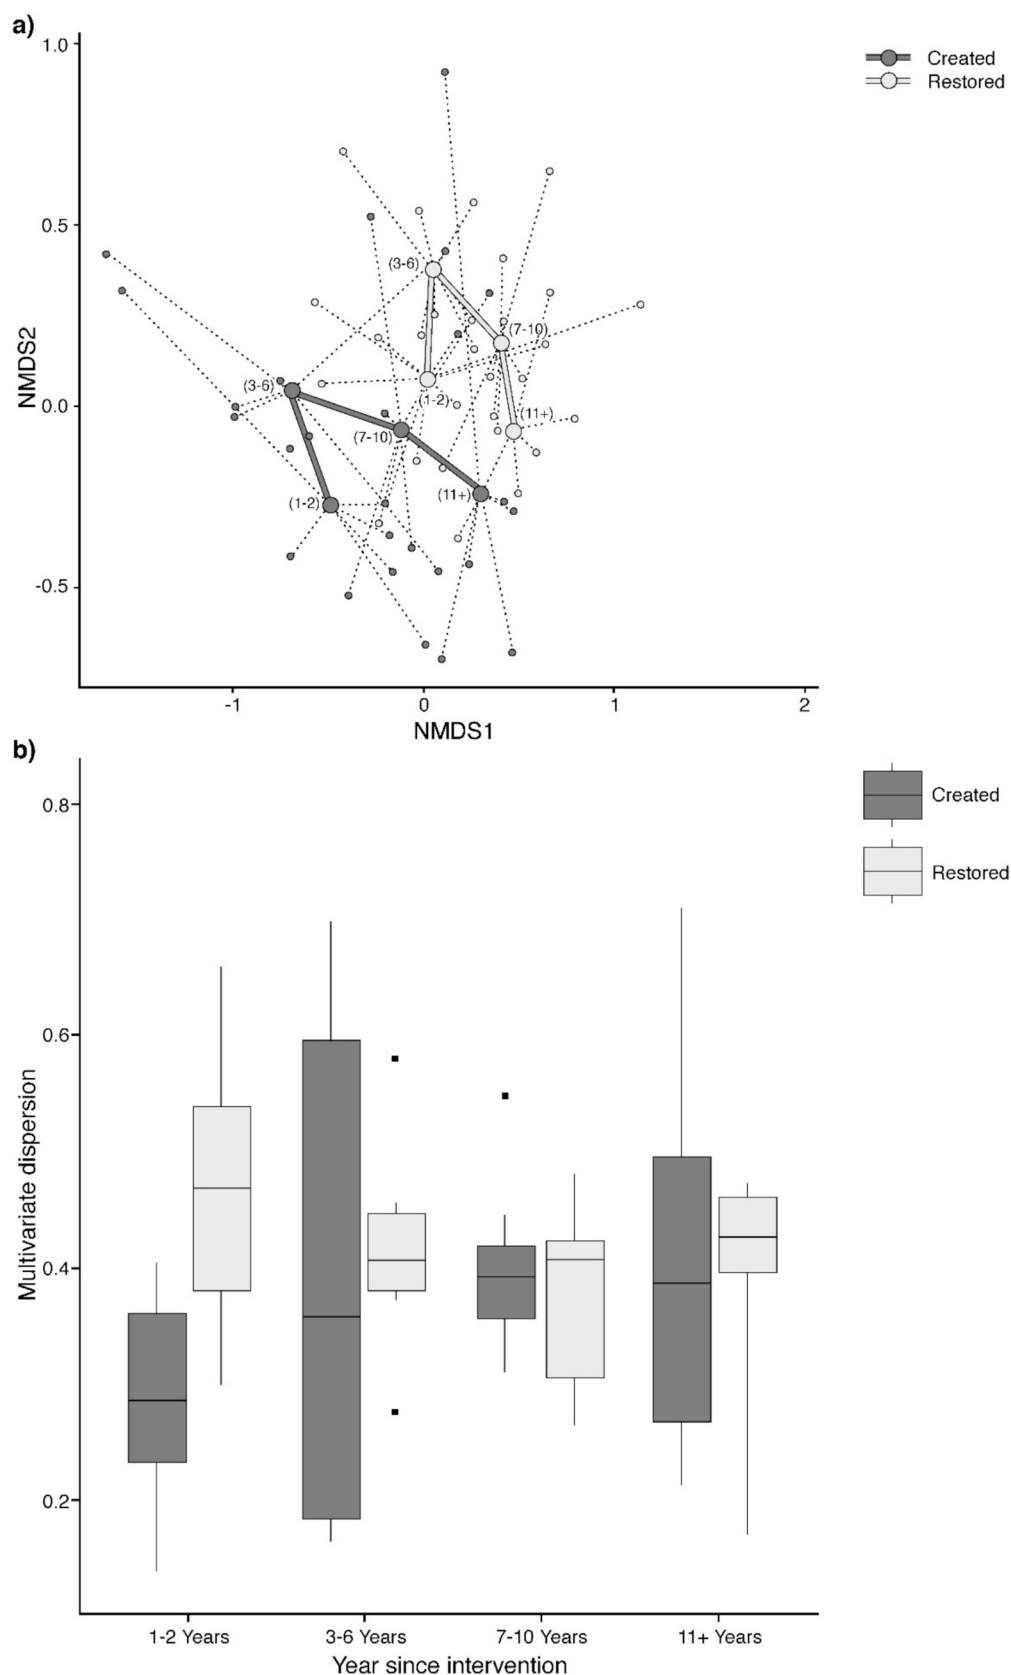 a)
1.0
0.5
0.0
-0.5
NMDS2
Created
Restored
(3-6)
(7-10)
(1-2)
(11+)
(3-6)
(7-10)
(11+)
(1-2)
-1
0
1
2
NMDS1
b)
0.8
0.6
0.4
0.2
Multivariate dispersion
Created
Restored
1-2 Years
3-6 Years
7-10 Years
11+ Years
Year since intervention